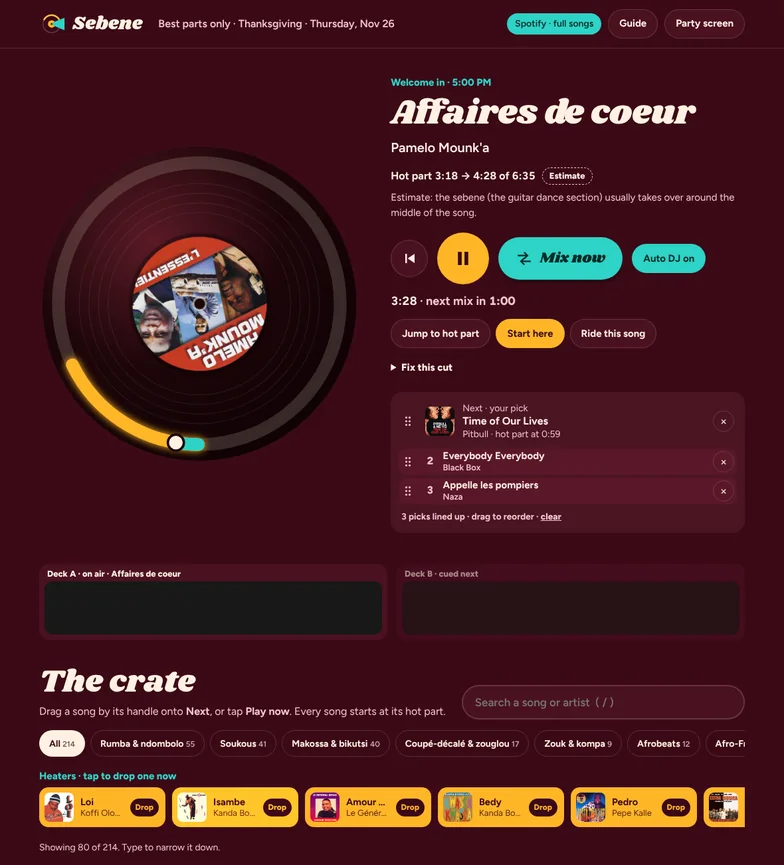 Sebene
Best parts only · Thanksgiving · Thursday, Nov 26
Spotify · full songs
Guide
Party screen
Welcome in · 5:00 PM
Affaires de coeur
Pamelo Mounk'a
Hot part 3:18 → 4:28 of 6:35
Estimate
Estimate: the sebene (the guitar dance section) usually takes over around the
middle of the song.
L'ESSENTIEL
AMELO
MOUNK'A
Mix now
Auto DJ on
3:28 · next mix in 1:00
Jump to hot part
Start here
Ride this song
Fix this cut
Next · your pick
Time of Our Lives
Pitbull · hot part at 0:59
2
Everybody Everybody
Black Box
3
Appelle les pompiers
Naza
3 picks lined up · drag to reorder · clear
Deck A · on air · Affaires de coeur
Deck B · cued next
The crate
Drag a song by its handle onto Next, or tap Play now. Every song starts at its hot part.
Search a song or artist ( / )
All 214
Rumba & ndombolo 55
Soukous 41
Makossa & bikutsi 40
Coupé-décalé & zouglou 17
Zouk & kompa 9
Afrobeats 12
Afro-Fr
Heaters · tap to drop one now
Loi
Koffi Olo...
Drop
Isambe
Kanda Bo...
Drop
Amour ...
Le Génér...
Drop
Bedy
Kanda Bo...
Drop
Pedro
Pepe Kalle
Drop
Showing 80 of 214. Type to narrow it down.